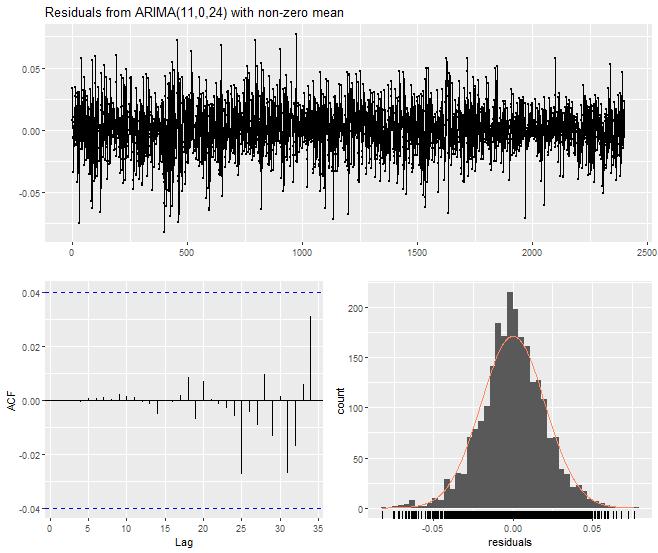 Residuals from ARIMA(11,0,24) with non-zero mean
0.05
0.00
-0.05
0 500 1000 1500 2000 2500
0.04
0.02
0.00
-0.02
-0.04
ACF
0 5 10 15 20 25 30 35
Lag
200
150
100
50
0
count
-0.05 0.00 0.05
residuals